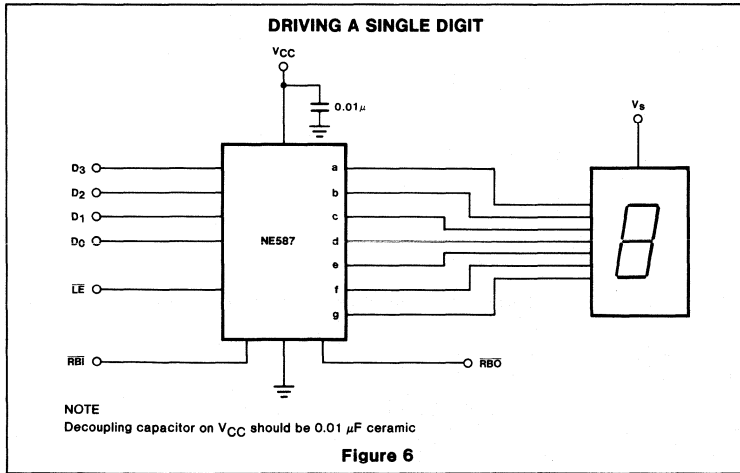 DRIVING A SINGLE DIGIT
VCC
0.01μ
Vs
D3
D2
D1
D0
LE
RBI
NE587
a
b
c
d
e
f
g
RBO
NOTE
Decoupling capacitor on VCC should be 0.01 μF ceramic
Figure 6